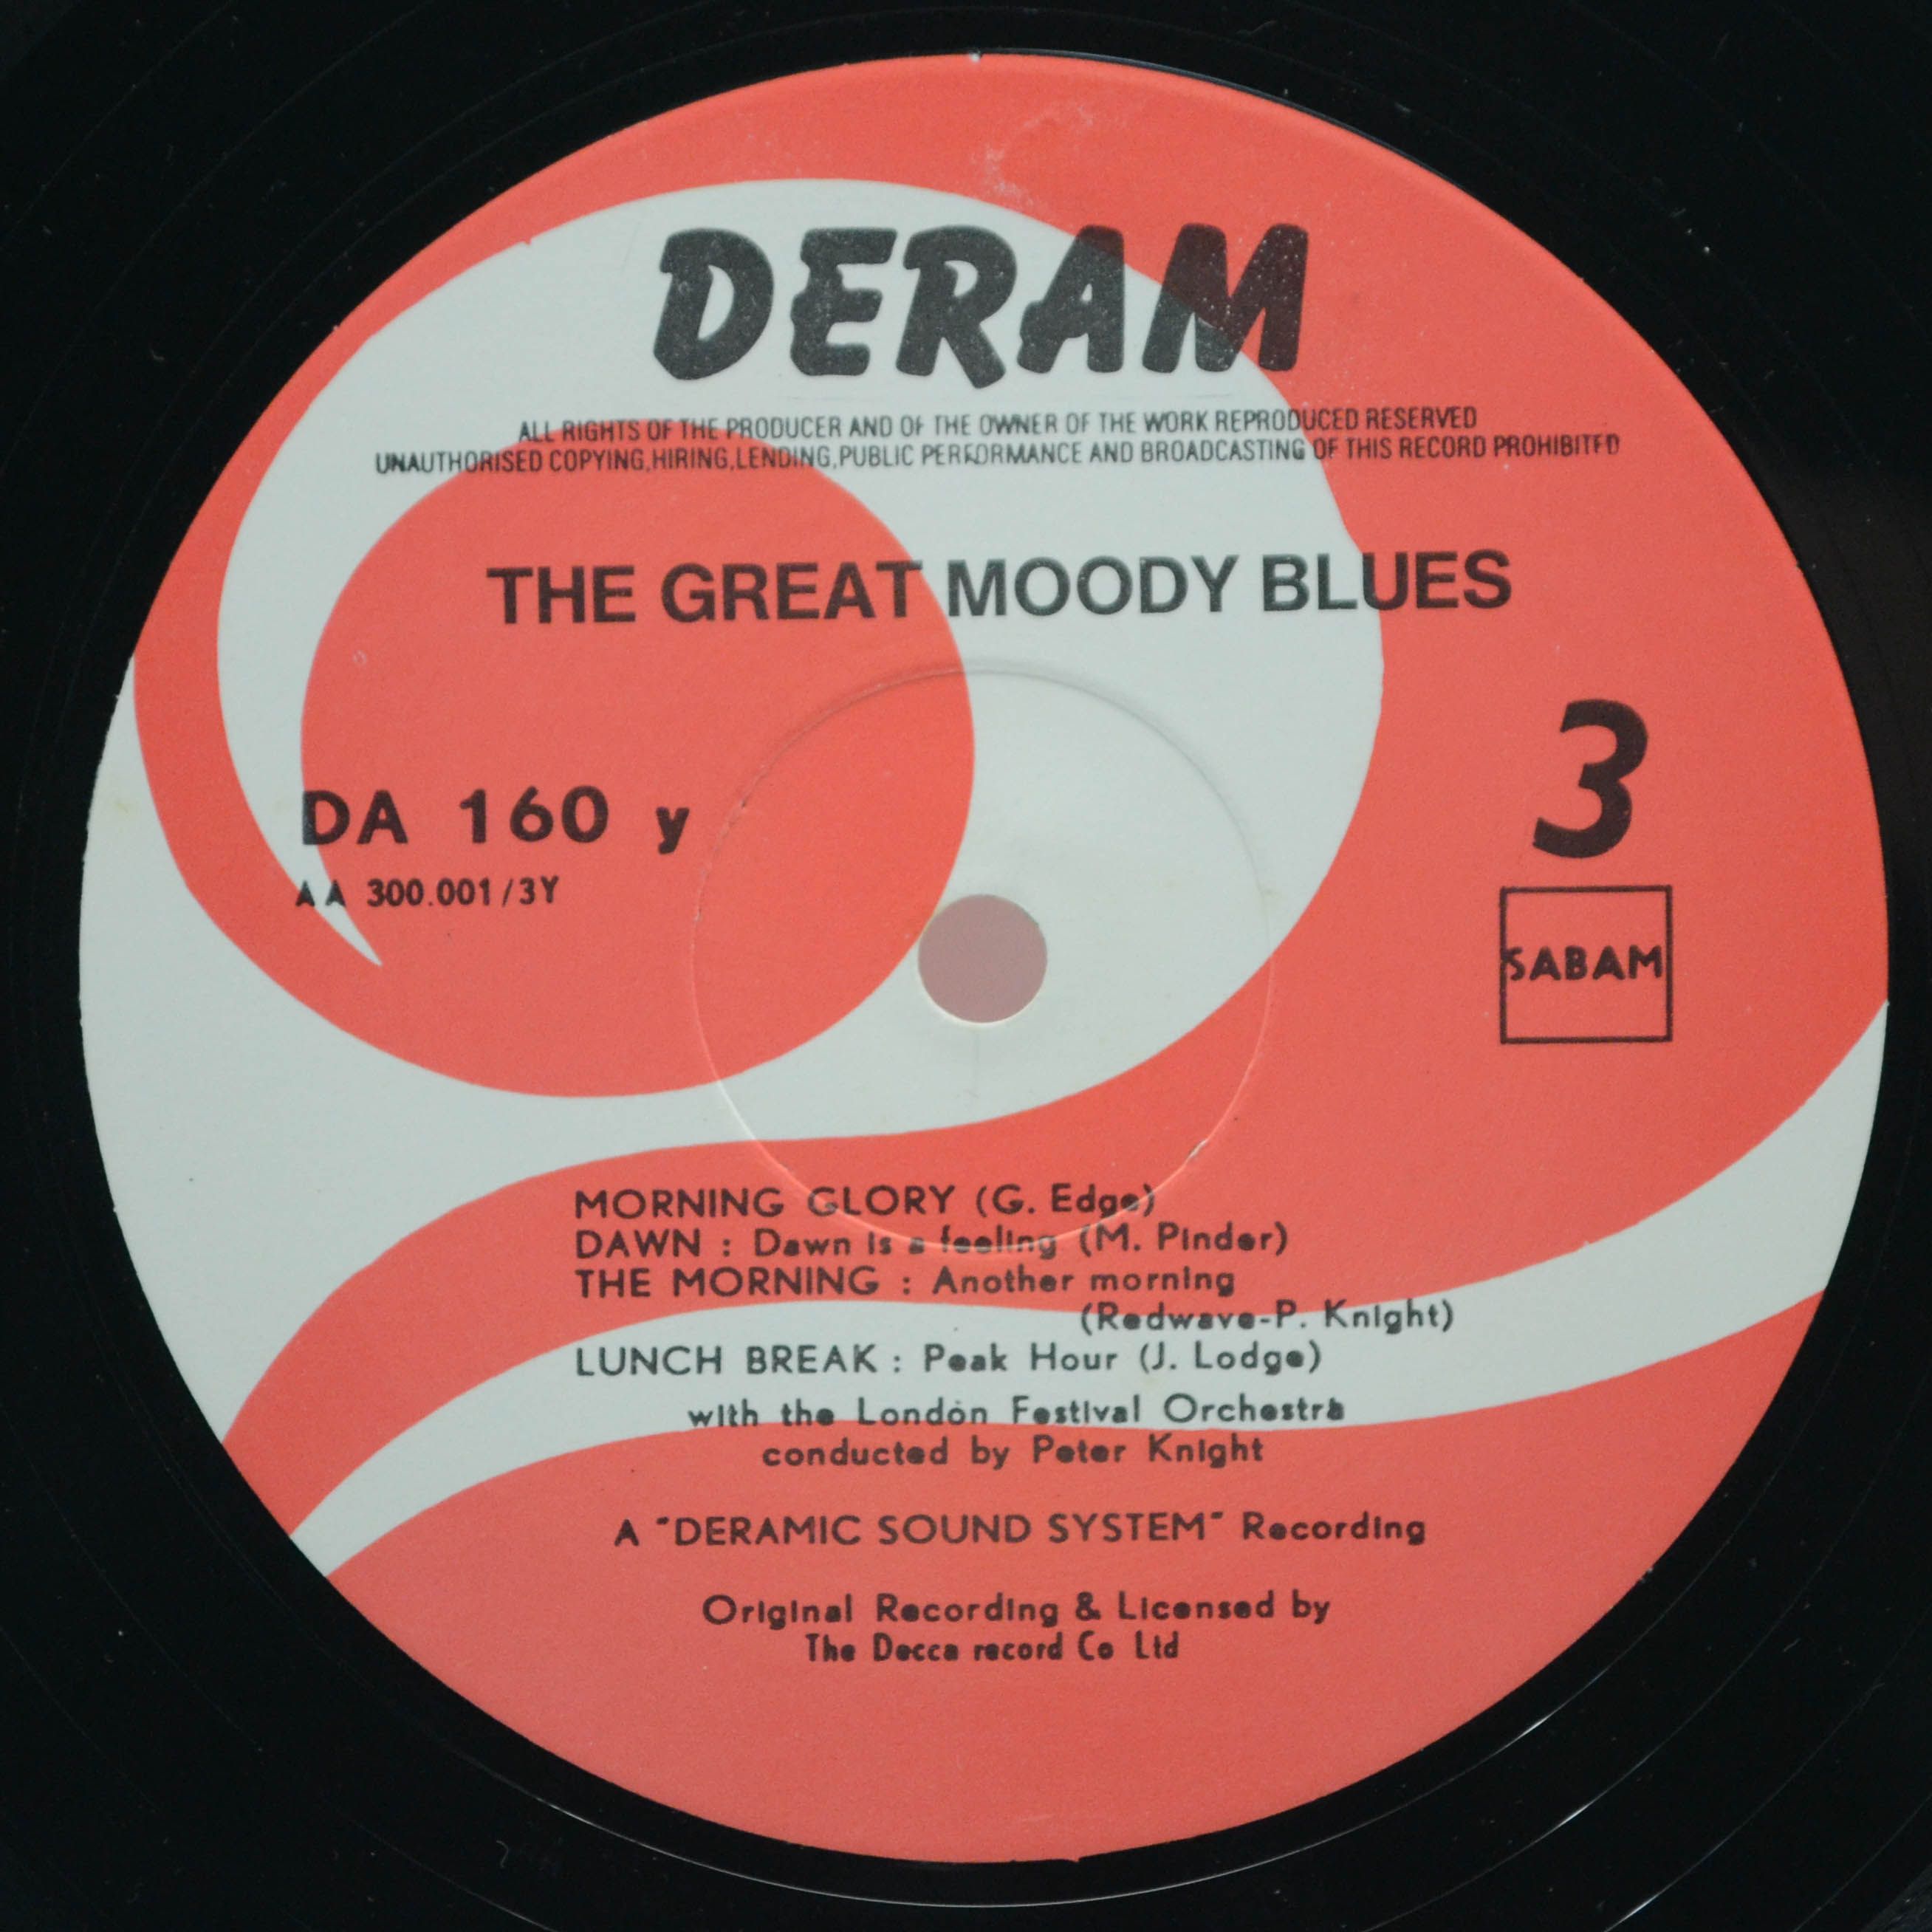 DERAM
ALL RIGHTS OF THE PRODUCER AND OF THE OWNER OF THE WORK REPRODUCED RESERVED
UNAUTHORISED COPYING,HIRING,LENDING,PUBLIC PERFORMANCE AND BROADCASTING OF THIS RECORD PROHIBITED
THE GREAT MOODY BLUES
3
DA 160 y
AA 300.001/3Y
SABAM
MORNING GLORY (G. Edge)
DAWN : Dawn is a feeling (M. Pinder)
THE MORNING : Another morning
(Redwave-P. Knight)
LUNCH BREAK : Peak Hour (J. Lodge)
with the London Festival Orchestra
conducted by Peter Knight
A "DERAMIC SOUND SYSTEM" Recording
Original Recording & Licensed by
The Decca record Co Ltd